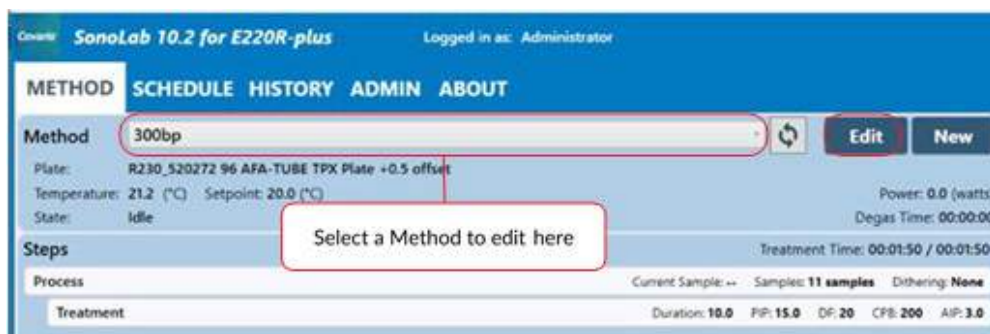 Covaris SonoLab 10.2 for E220R-plus Logged in as: Administrator
METHOD SCHEDULE HISTORY ADMIN ABOUT
Method 300bp Edit New
Plate: R230_520272 96 AFA-TUBE TPX Plate +0.5 offset
Temperature: 21.2 (°C) Setpoint: 20.0 (°C) Power: 0.0 (watts
State: Idle Degas Time: 00:00:00
Select a Method to edit here
Steps Treatment Time: 00:01:50 / 00:01:50
Process Current Sample: -- Samples: 11 samples Dithering: None
Treatment Duration: 10.0 PIP: 15.0 DF: 20 CPB: 200 AIP: 3.0